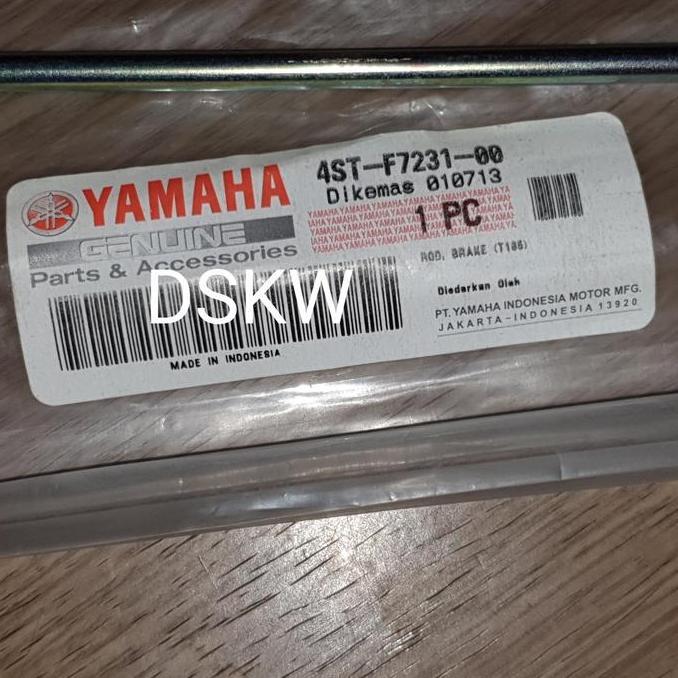 YAMAHA
GENUINE
Parts & Accessories
4ST-F7231-00
Dikemas 010713
1 PC
ROD, BRAKE (T105)
Diedarkan Oleh
PT. YAMAHA INDONESIA MOTOR MFG.
JAKARTA-INDONESIA 13920
DSKW
MADE IN INDONESIA